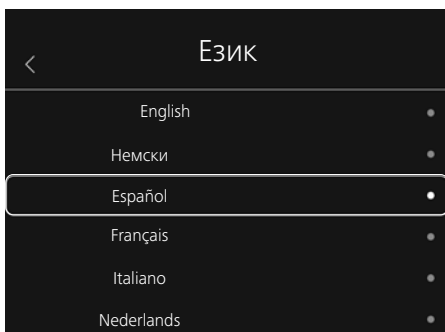 Език
English
Немски
Español
Français
Italiano
Nederlands